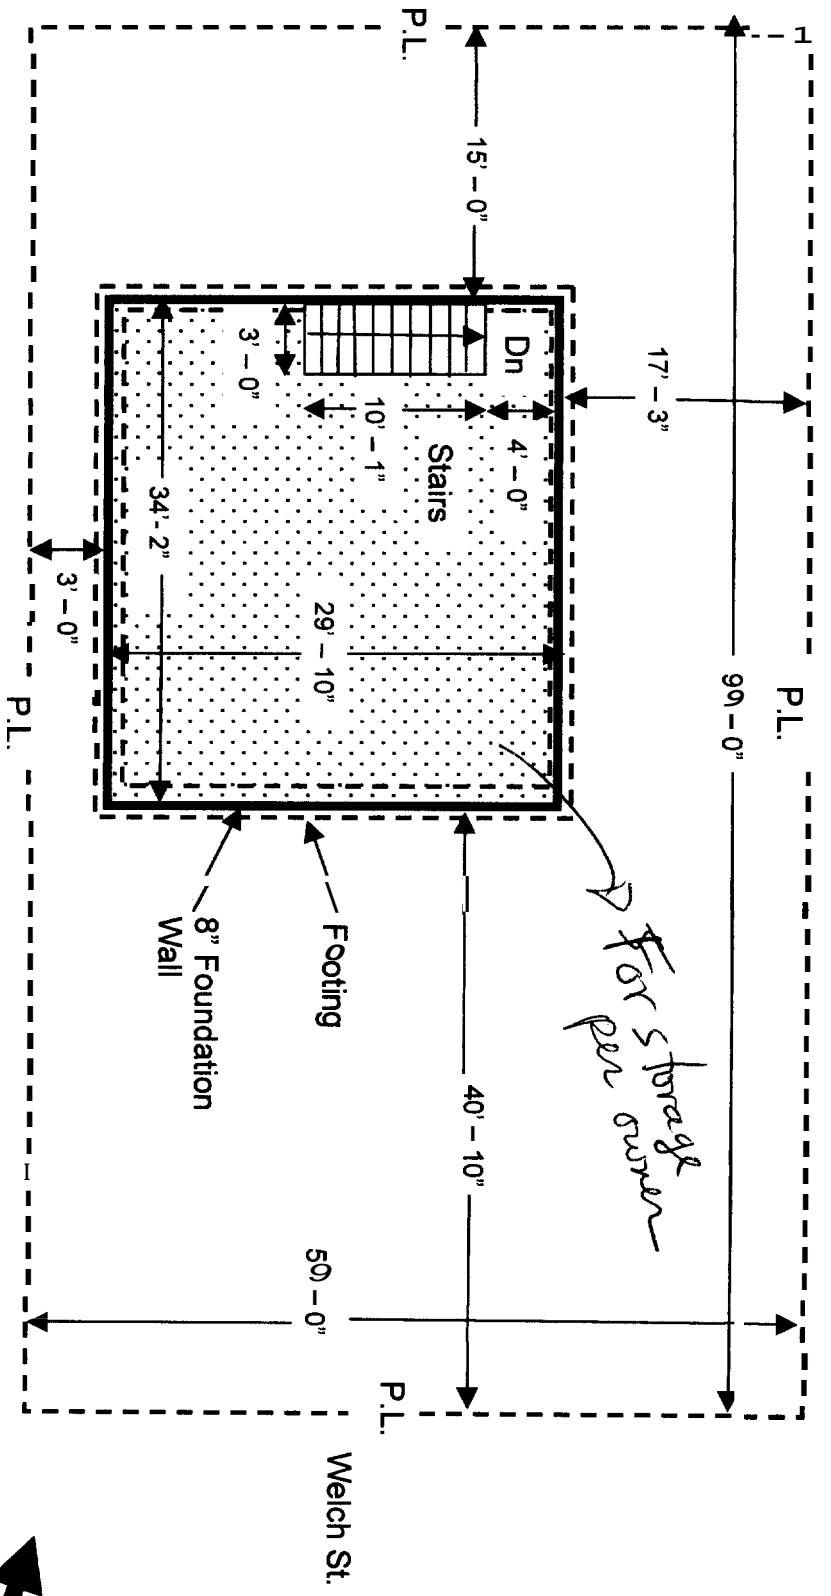 P.L.
15' – 0"
17' – 3"
Dn
3' – 0"
10' – 1"
4' – 0"
Stairs
34' - 2"
29' – 10"
3' – 0"
P.L.
99' – 0"
P.L.
8" Foundation
Wall
Footing
For storage
per owner
40' – 10"
50' – 0"
P.L.
Welch St.